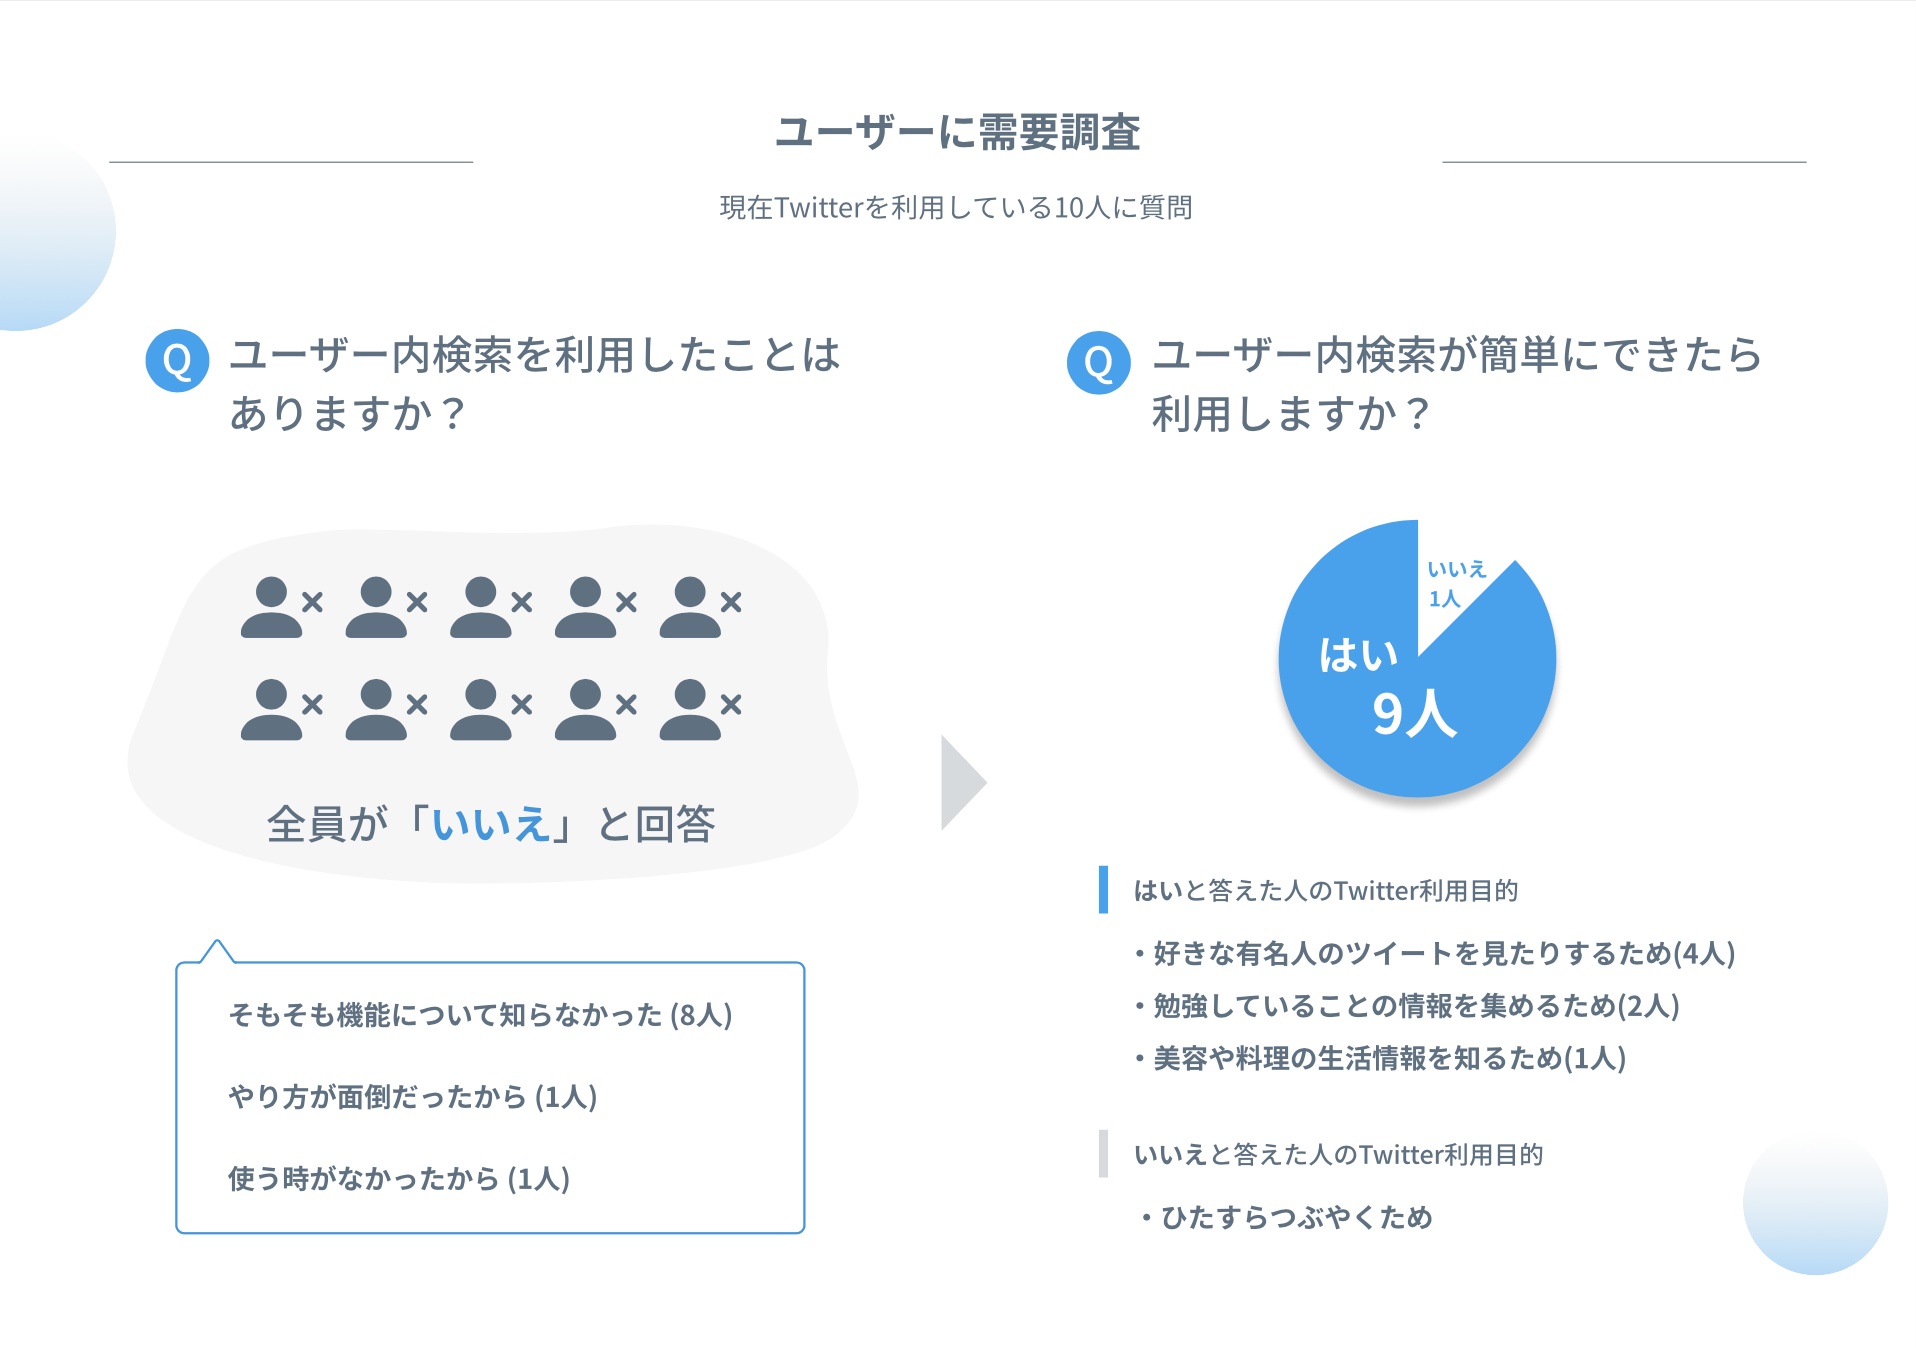 ユーザーに需要調査
現在Twitterを利用している10人に質問
Q
ユーザー内検索を利用したことは
ありますか？
全員が「いいえ」と回答
そもそも機能について知らなかった (8人)
やり方が面倒だったから (1人)
使う時がなかったから (1人)
Q
ユーザー内検索が簡単にできたら
利用しますか？
いいえ
1人
はい
9人
はいと答えた人のTwitter利用目的
・好きな有名人のツイートを見たりするため(4人)
・勉強していることの情報を集めるため(2人)
・美容や料理の生活情報を知るため(1人)
いいえと答えた人のTwitter利用目的
・ひたすらつぶやくため